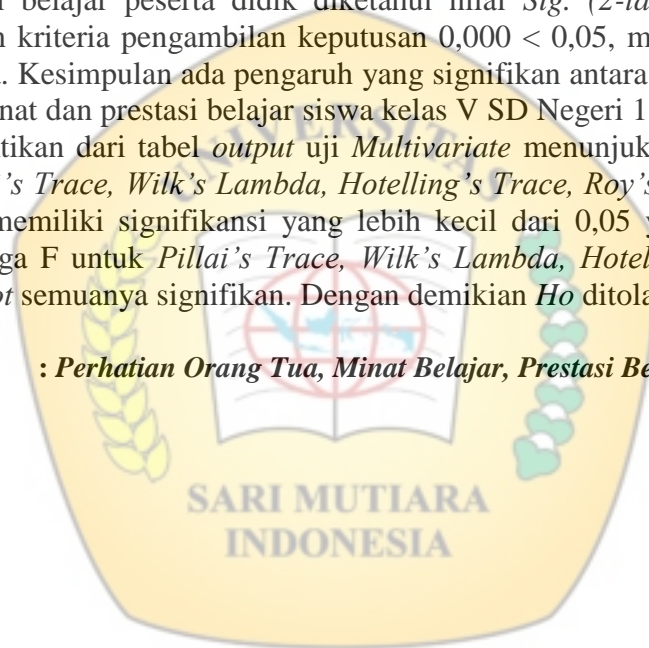 belajar peserta didik diketahui nilai Sig. (2-ta
kriteria pengambilan keputusan 0,000 < 0,05, m
. Kesimpulan ada pengaruh yang signifikan antara
nat dan prestasi belajar siswa kelas V SD Negeri 1
tikan dari tabel output uji Multivariate menunjuk
's Trace, Wilk's Lambda, Hotelling's Trace, Roy's
memiliki signifikansi yang lebih kecil dari 0,05 y
ga F untuk Pillai's Trace, Wilk's Lambda, Hotel
ot semuanya signifikan. Dengan demikian Ho ditola
: Perhatian Orang Tua, Minat Belajar, Prestasi Be
UNIVERSITAS
SARI MUTIARA
INDONESIA